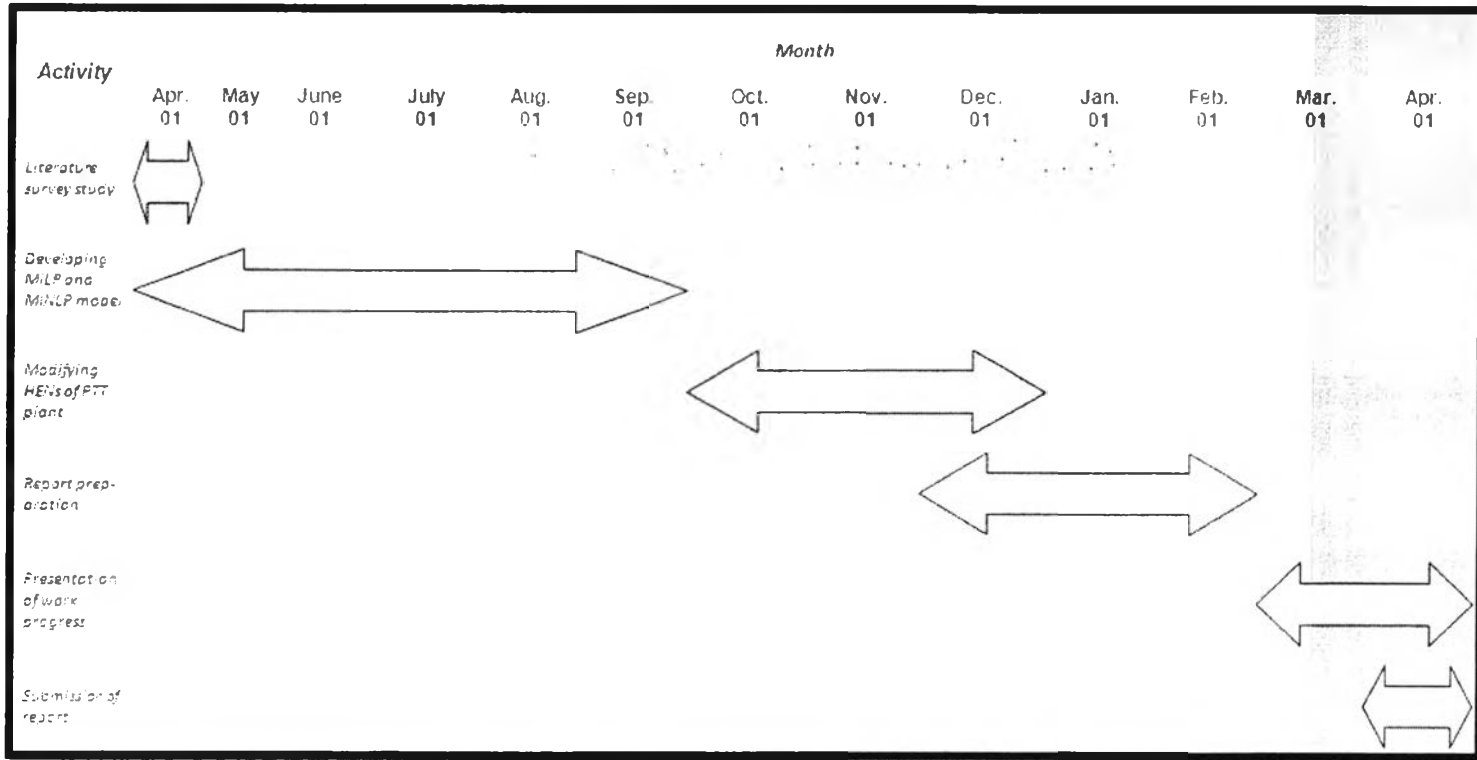 Month
Activity
Apr. May June July Aug. Sep. Oct. Nov. Dec. Jan. Feb. Mar. Apr.
01 01 01 01 01 01 01 01 01 01 01 01 01
Literature
survey study
Developing
MILP and
MINLP model
Modifying
HENs of PTT
plant
Report prep-
aration
Presentation
of work
progress
Submission of
report